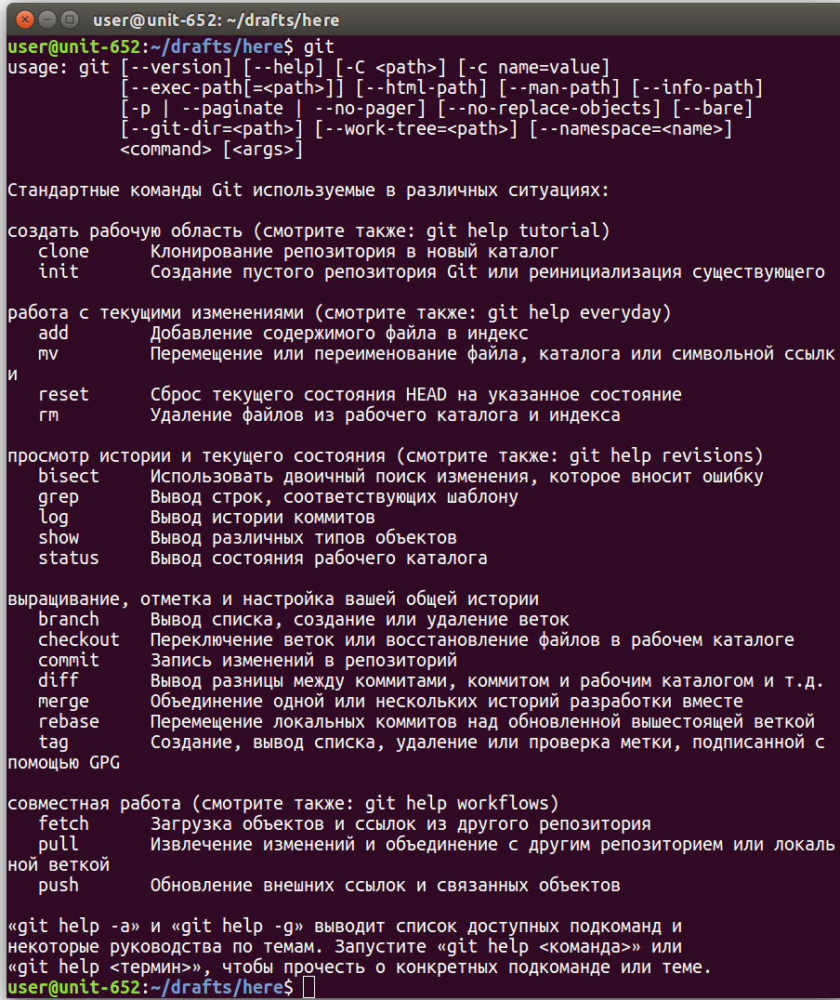 user@unit-652: ~/drafts/here
user@unit-652:~/drafts/here$ git
usage: git [--version] [--help] [-C <path>] [-c name=value]
           [--exec-path[=<path>]] [--html-path] [--man-path] [--info-path]
           [-p | --paginate | --no-pager] [--no-replace-objects] [--bare]
           [--git-dir=<path>] [--work-tree=<path>] [--namespace=<name>]
           <command> [<args>]

Стандартные команды Git используемые в различных ситуациях:

создать рабочую область (смотрите также: git help tutorial)
   clone      Клонирование репозитория в новый каталог
   init       Создание пустого репозитория Git или реинициализация существующего

работа с текущими изменениями (смотрите также: git help everyday)
   add        Добавление содержимого файла в индекс
   mv         Перемещение или переименование файла, каталога или символьной ссылк
и
   reset      Сброс текущего состояния HEAD на указанное состояние
   rm         Удаление файлов из рабочего каталога и индекса

просмотр истории и текущего состояния (смотрите также: git help revisions)
   bisect     Использовать двоичный поиск изменения, которое вносит ошибку
   grep       Вывод строк, соответствующих шаблону
   log        Вывод истории коммитов
   show       Вывод различных типов объектов
   status     Вывод состояния рабочего каталога

выращивание, отметка и настройка вашей общей истории
   branch     Вывод списка, создание или удаление веток
   checkout   Переключение веток или восстановление файлов в рабочем каталоге
   commit     Запись изменений в репозиторий
   diff       Вывод разницы между коммитами, коммитом и рабочим каталогом и т.д.
   merge      Объединение одной или нескольких историй разработки вместе
   rebase     Перемещение локальных коммитов над обновленной вышестоящей веткой
   tag        Создание, вывод списка, удаление или проверка метки, подписанной с
помощью GPG

совместная работа (смотрите также: git help workflows)
   fetch      Загрузка объектов и ссылок из другого репозитория
   pull       Извлечение изменений и объединение с другим репозиторием или локаль
ной веткой
   push       Обновление внешних ссылок и связанных объектов

«git help -a» и «git help -g» выводит список доступных подкоманд и
некоторые руководства по темам. Запустите «git help <команда>» или
«git help <термин>», чтобы прочесть о конкретных подкоманде или теме.
user@unit-652:~/drafts/here$